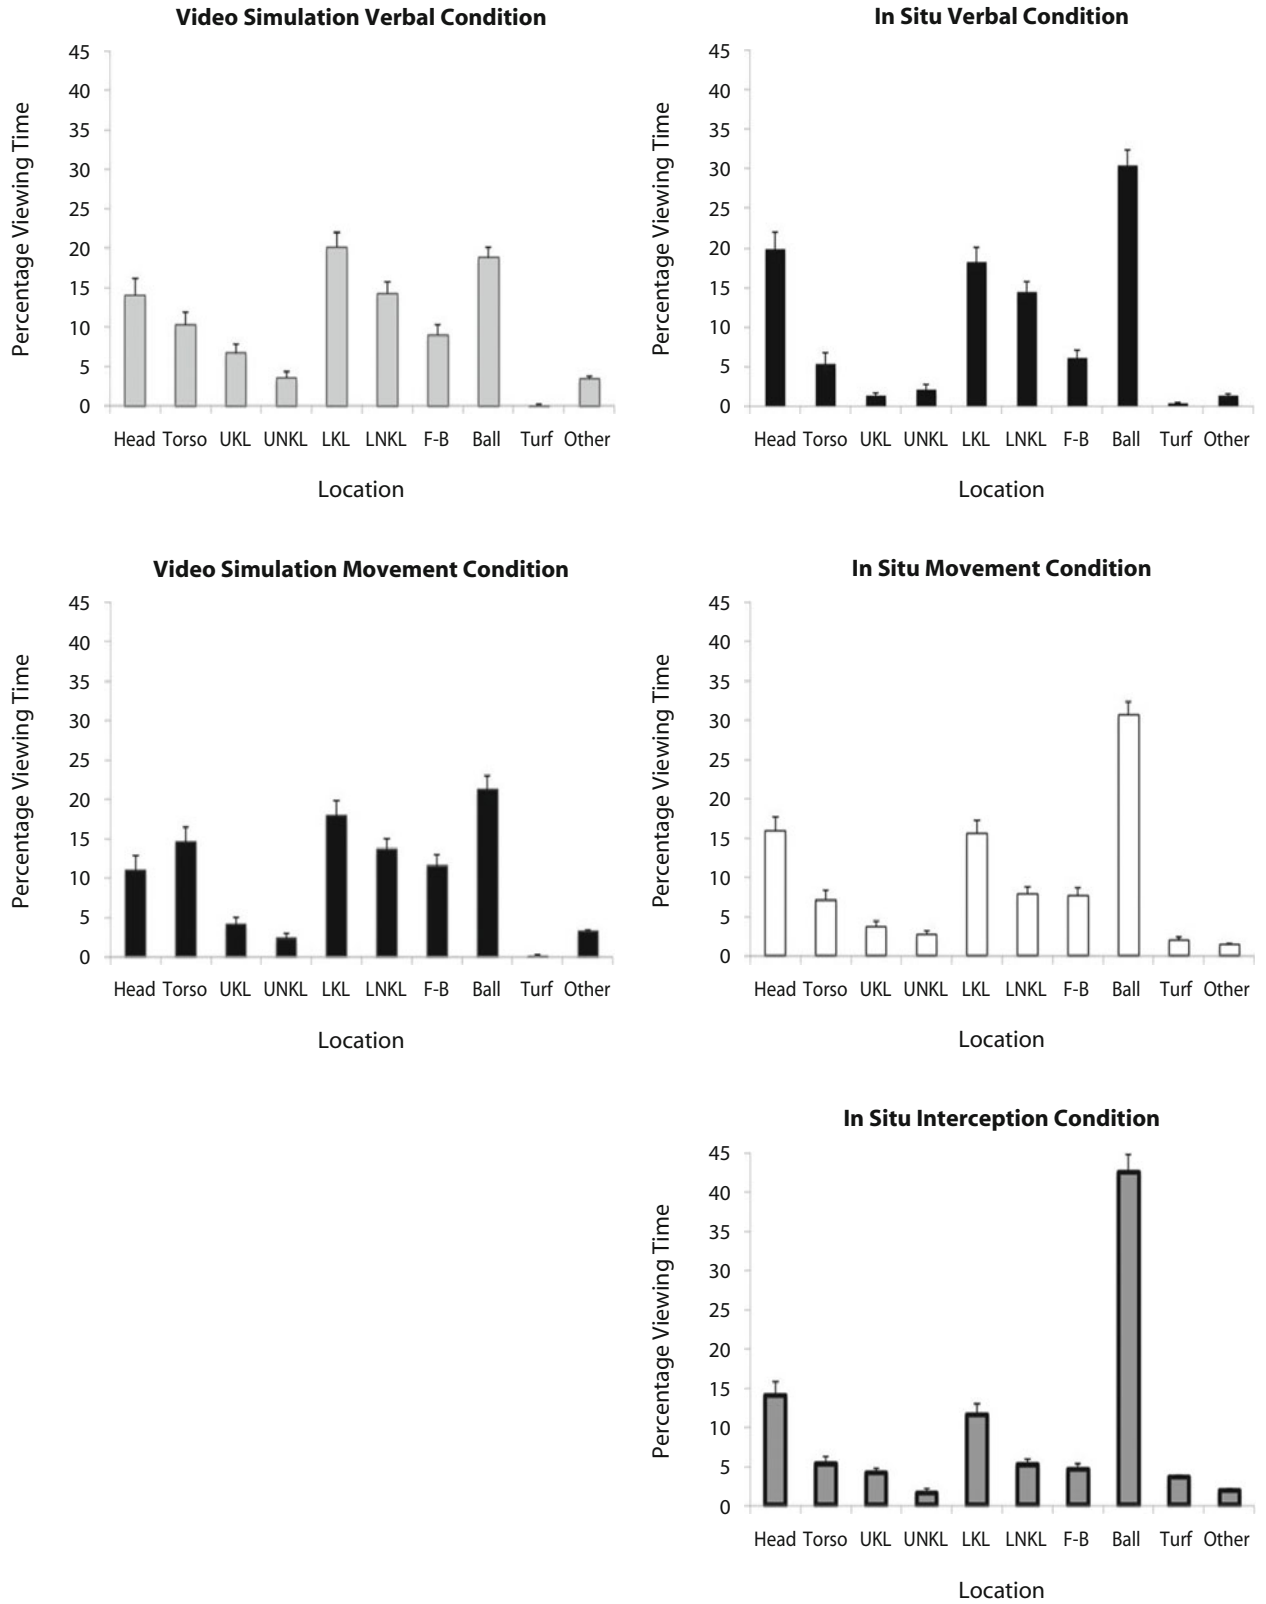 Video Simulation Verbal Condition
Percentage Viewing Time
45
40
35
30
25
20
15
10
5
0
Head Torso UKL UNKL LKL LNKL F-B Ball Turf Other
Location
In Situ Verbal Condition
Percentage Viewing Time
45
40
35
30
25
20
15
10
5
0
Head Torso UKL UNKL LKL LNKL F-B Ball Turf Other
Location
Video Simulation Movement Condition
Percentage Viewing Time
45
40
35
30
25
20
15
10
5
0
Head Torso UKL UNKL LKL LNKL F-B Ball Turf Other
Location
In Situ Movement Condition
Percentage Viewing Time
45
40
35
30
25
20
15
10
5
0
Head Torso UKL UNKL LKL LNKL F-B Ball Turf Other
Location
In Situ Interception Condition
Percentage Viewing Time
45
40
35
30
25
20
15
10
5
0
Head Torso UKL UNKL LKL LNKL F-B Ball Turf Other
Location